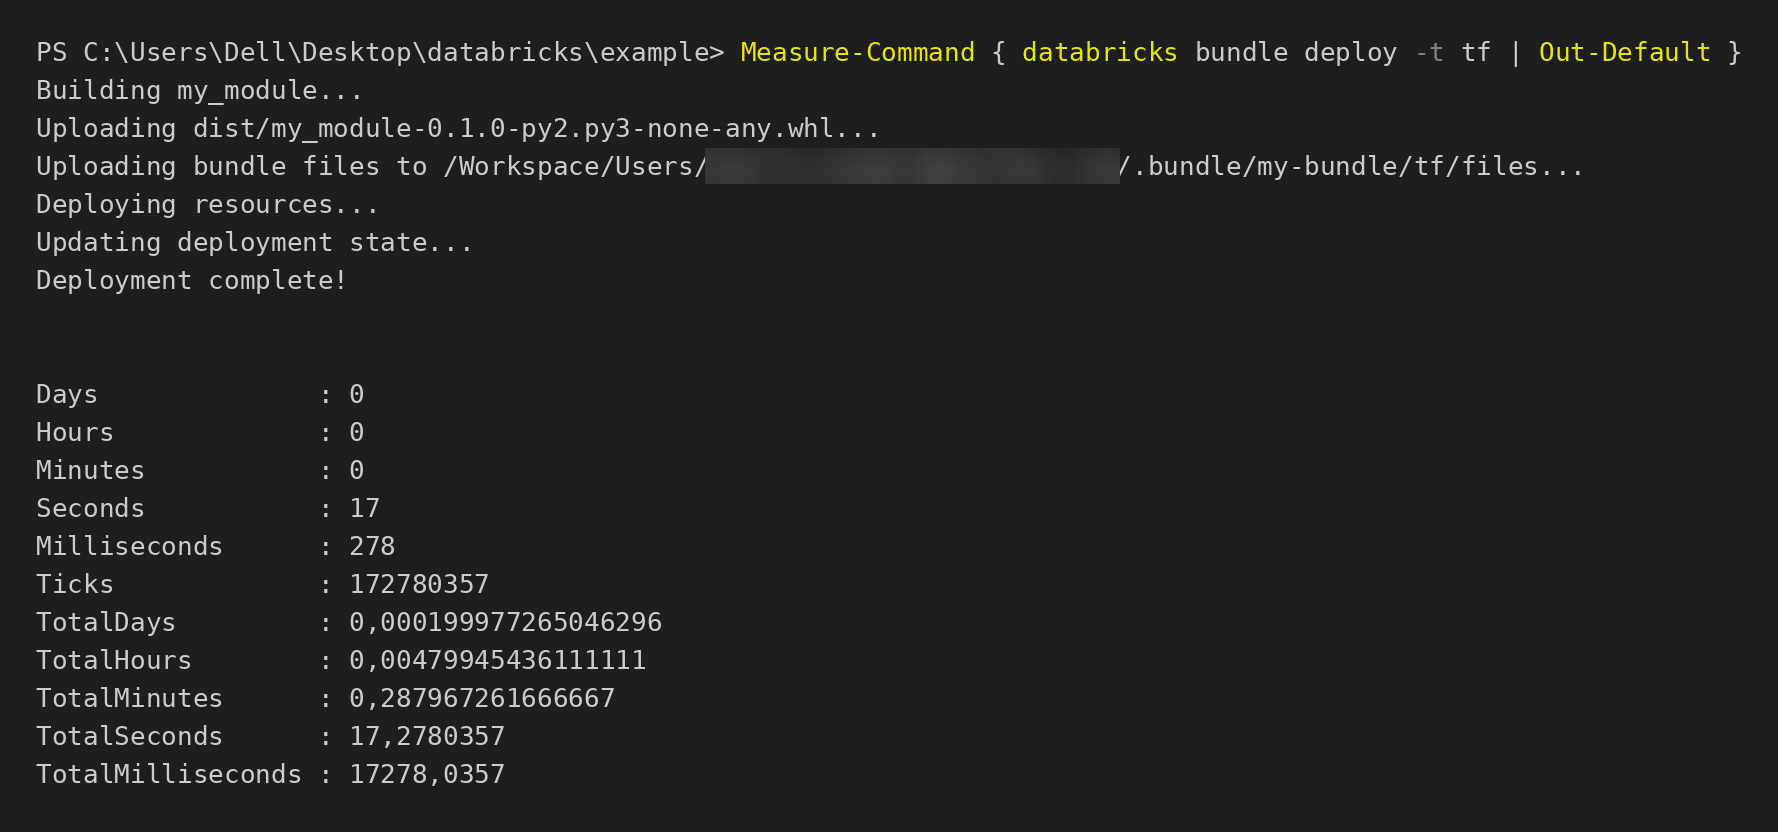 PS C:\Users\Dell\Desktop\databricks\example> Measure-Command { databricks bundle deploy -t tf | Out-Default }
Building my_module...
Uploading dist/my_module-0.1.0-py2.py3-none-any.whl...
Uploading bundle files to /Workspace/Users/ /.bundle/my-bundle/tf/files...
Deploying resources...
Updating deployment state...
Deployment complete!
Days : 0
Hours : 0
Minutes : 0
Seconds : 17
Milliseconds : 278
Ticks : 172780357
TotalDays : 0,000199977265046296
TotalHours : 0,00479945436111111
TotalMinutes : 0,287967261666667
TotalSeconds : 17,2780357
TotalMilliseconds : 17278,0357